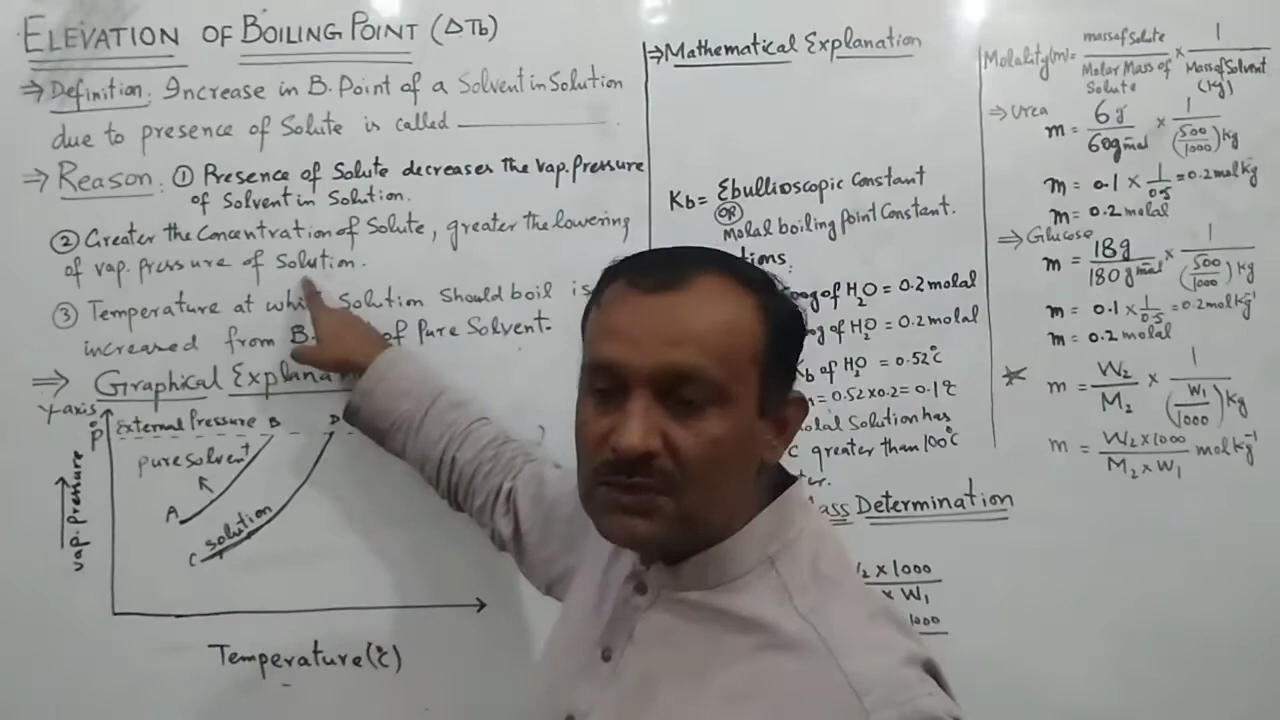 ELEVATION OF BOILING POINT (ΔTb)
⇒ Definition: Increase in B. Point of a Solvent in Solution
due to presence of Solute is called ________
⇒ Reason: ① Presence of Solute decreases the vap. Pressure
of Solvent in Solution.
② Greater the Concentration of Solute, greater the lowering
of vap. pressure of Solution.
③ Temperature at Solution Should boil is
increased from B. of Pure Solvent.
⇒ Graphical
Y-axis
P°
External Pressure B D
pure solvent
A
solution
C
vap. pressure
Temperature (°C)
⇒ Mathematical Explanation
Kb = Ebullioscopic Constant
OR
Molal boiling Point Constant.
of H2O = 0.2 molal
of H2O = 0.2 molal
of H2O = 0.52°C
= 0.52 x 0.2 = 0.1°C
Solution has
C greater than 100°C
Determination
x 1000
x W1
1000
Molality (m) = mass of Solute / Molar Mass of Solute × 1 / Mass of Solvent (Kg)
⇒ Urea
m = 6g / 60g mol⁻¹ × 1 / (500/1000) Kg
m = 0.1 × 1/0.5 = 0.2 mol Kg⁻¹
m = 0.2 molal
⇒ Glucose
m = 18g / 180g mol⁻¹ × 1 / (500/1000) Kg
m = 0.1 × 1/0.5 = 0.2 mol Kg⁻¹
m = 0.2 molal
m = W2 / M2 × 1 / (W1/1000) Kg
m = W2 x 1000 / M2 x W1 mol Kg⁻¹